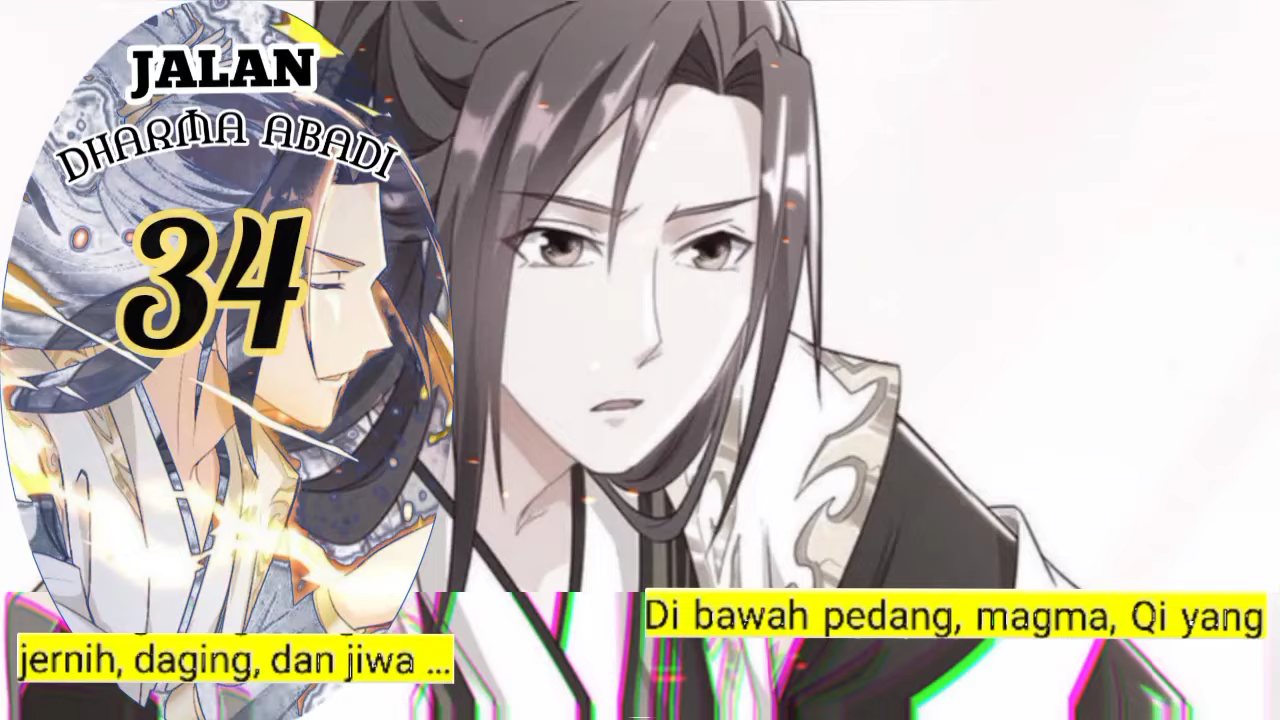 JALAN
DHARMA ABADI
34
Di bawah pedang, magma, Qi yang
jernih, daging, dan jiwa ...